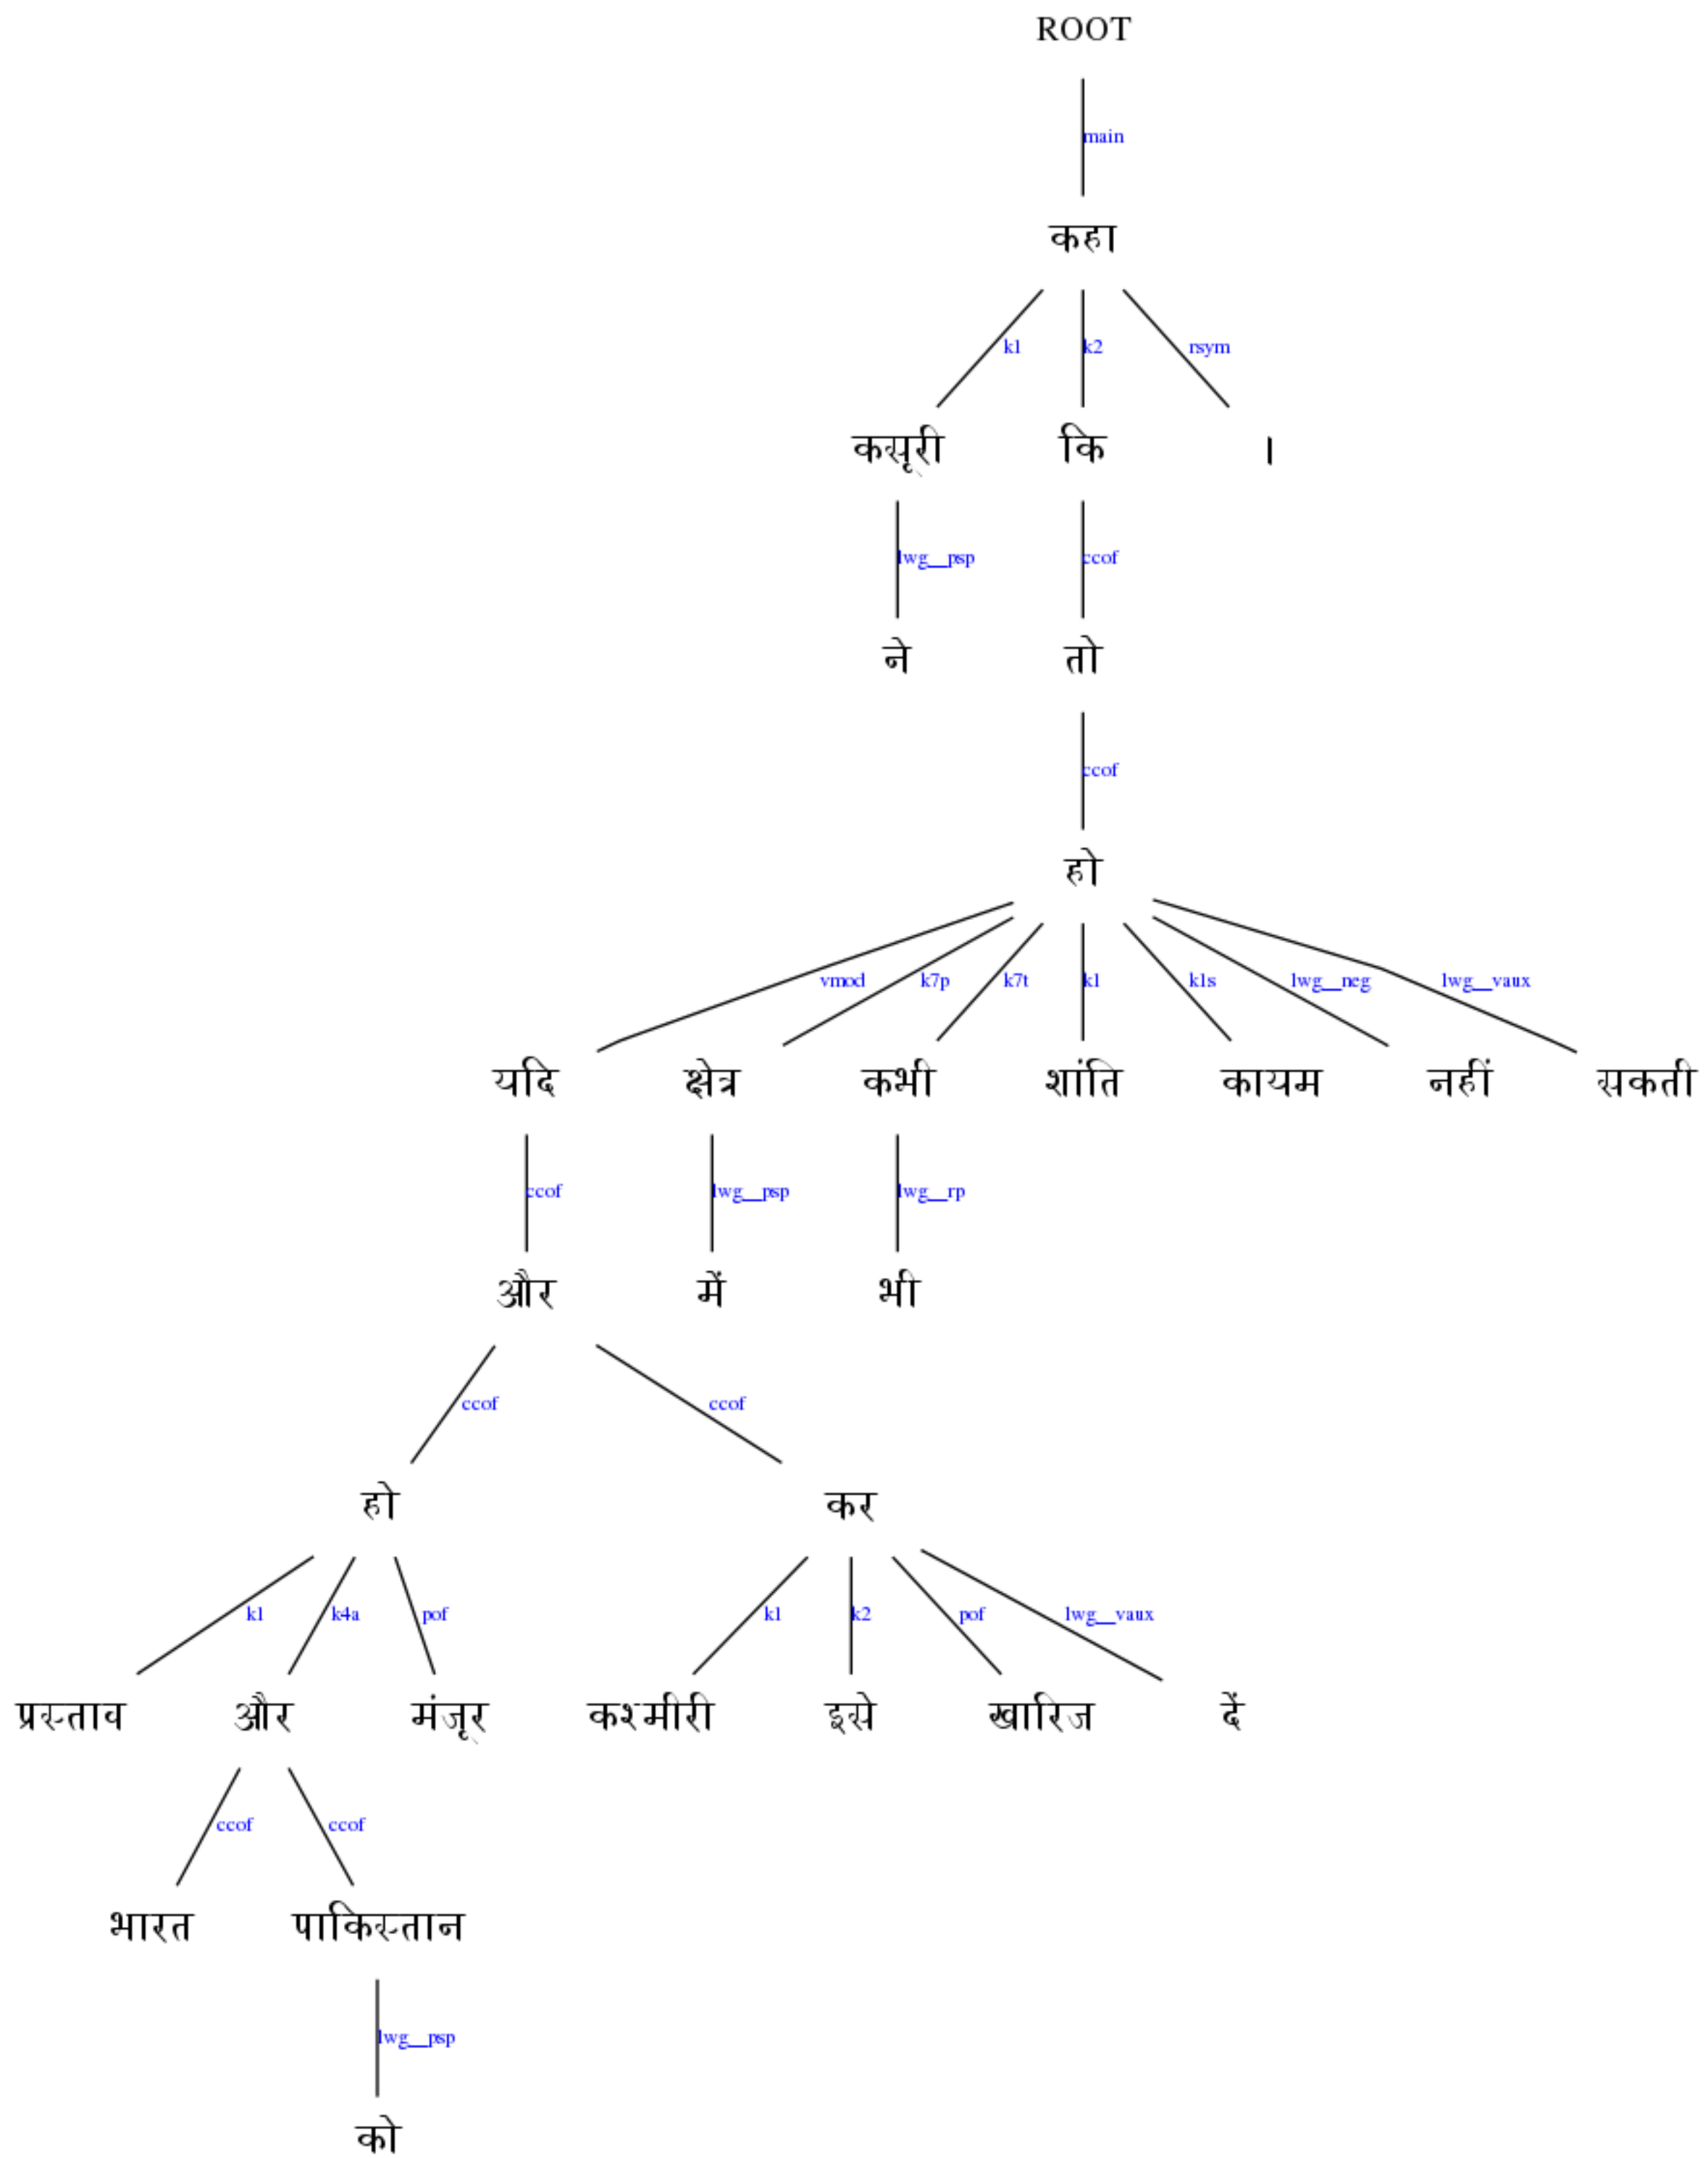 ROOT
main
कहा
k1 k2 rsym
कसूरी कि ।
lwg__psp ccof
ने तो
ccof
हो
vmod k7p k7t k1 k1s lwg__neg lwg__vaux
यदि क्षेत्र कभी शांति कायम नहीं सकती
ccof lwg__psp lwg__rp
और में भी
ccof ccof
हो कर
k1 k4a pof k1 k2 pof lwg__vaux
प्रस्ताव और मंजूर कश्मीरी इसे खारिज दें
ccof ccof
भारत पाकिस्तान
lwg__psp
को